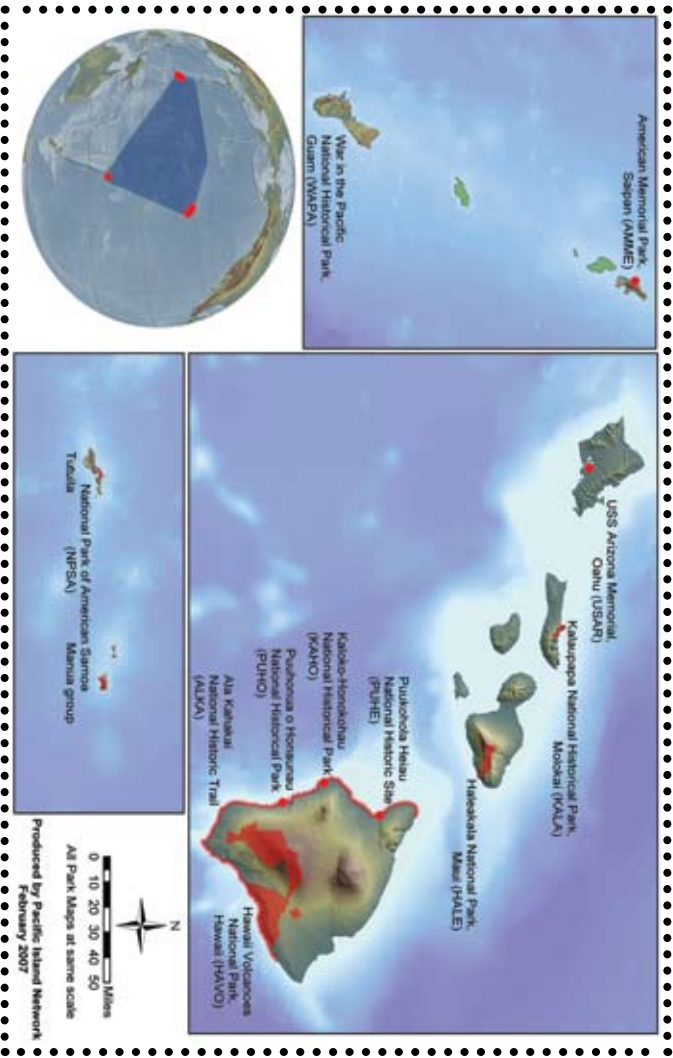 American Memorial Park,
Saipan (AMME)
War in the Pacific
National Historical Park,
Guam (WAPA)
USS Arizona Memorial,
Oahu (USAR)
Kalaupapa National Historical Park,
Molokai (KALA)
Haleakala National Park,
Maui (HALE)
Puukohola Heiau
National Historic Site
(PUHE)
Kaloko-Honokohau
National Historical Park
(KAHO)
Puuhonua o Honaunau
National Historical Park
(PUHO)
Ala Kahakai
National Historic Trail
(ALKA)
Hawaii Volcanoes
National Park,
Hawaii (HAVO)
National Park of American Samoa
(NPSA)
Tutuila
Manua group
N
Miles
0 10 20 30 40 50
All Park Maps at same scale
Produced by Pacific Island Network
February 2007